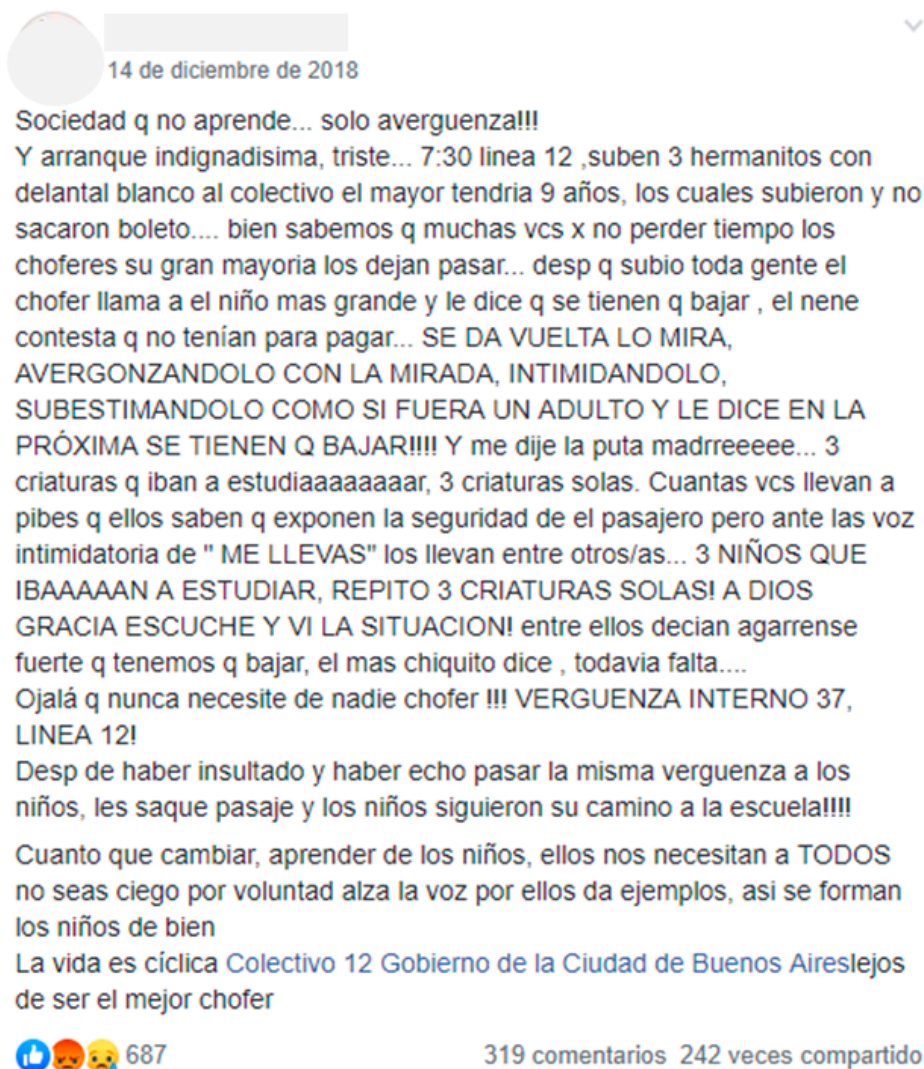 14 de diciembre de 2018
Sociedad q no aprende... solo averguenza!!!
Y arranque indignadisima, triste... 7:30 linea 12 ,suben 3 hermanitos con
delantal blanco al colectivo el mayor tendria 9 años, los cuales subieron y no
sacaron boleto.... bien sabemos q muchas vcs x no perder tiempo los
choferes su gran mayoria los dejan pasar... desp q subio toda gente el
chofer llama a el niño mas grande y le dice q se tienen q bajar , el nene
contesta q no tenían para pagar... SE DA VUELTA LO MIRA,
AVERGONZANDOLO CON LA MIRADA, INTIMIDANDOLO,
SUBESTIMANDOLO COMO SI FUERA UN ADULTO Y LE DICE EN LA
PRÓXIMA SE TIENEN Q BAJAR!!!! Y me dije la puta madrreeeee... 3
criaturas q iban a estudiaaaaaaaar, 3 criaturas solas. Cuantas vcs llevan a
pibes q ellos saben q exponen la seguridad de el pasajero pero ante las voz
intimidatoria de " ME LLEVAS" los llevan entre otros/as... 3 NIÑOS QUE
IBAAAAAN A ESTUDIAR, REPITO 3 CRIATURAS SOLAS! A DIOS
GRACIA ESCUCHE Y VI LA SITUACION! entre ellos decian agarrense
fuerte q tenemos q bajar, el mas chiquito dice , todavia falta....
Ojalá q nunca necesite de nadie chofer !!! VERGUENZA INTERNO 37,
LINEA 12!
Desp de haber insultado y haber echo pasar la misma verguenza a los
niños, les saque pasaje y los niños siguieron su camino a la escuela!!!!
Cuanto que cambiar, aprender de los niños, ellos nos necesitan a TODOS
no seas ciego por voluntad alza la voz por ellos da ejemplos, asi se forman
los niños de bien
La vida es cíclica Colectivo 12 Gobierno de la Ciudad de Buenos Aireslejos
de ser el mejor chofer
687 319 comentarios 242 veces compartido